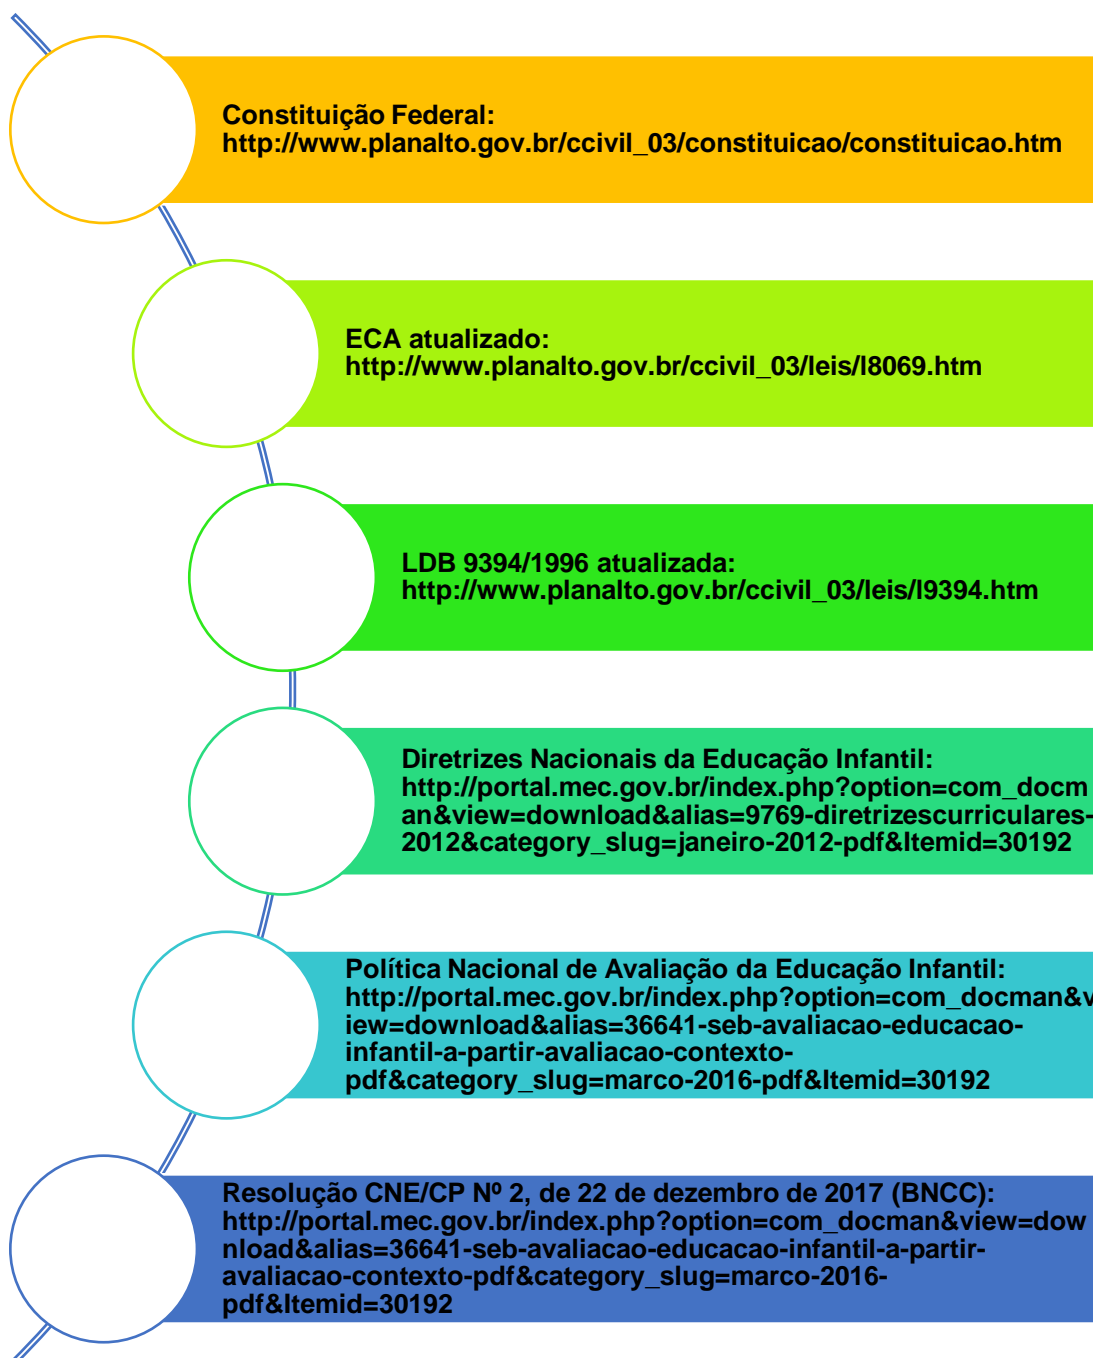 Constituição Federal:
http://www.planalto.gov.br/ccivil_03/constituicao/constituicao.htm
ECA atualizado:
http://www.planalto.gov.br/ccivil_03/leis/l8069.htm
LDB 9394/1996 atualizada:
http://www.planalto.gov.br/ccivil_03/leis/l9394.htm
Diretrizes Nacionais da Educação Infantil:
http://portal.mec.gov.br/index.php?option=com_docm
an&view=download&alias=9769-diretrizescurriculares-
2012&category_slug=janeiro-2012-pdf&Itemid=30192
Política Nacional de Avaliação da Educação Infantil:
http://portal.mec.gov.br/index.php?option=com_docman&v
iew=download&alias=36641-seb-avaliacao-educacao-
infantil-a-partir-avaliacao-contexto-
pdf&category_slug=marco-2016-pdf&Itemid=30192
Resolução CNE/CP Nº 2, de 22 de dezembro de 2017 (BNCC):
http://portal.mec.gov.br/index.php?option=com_docman&view=dow
nload&alias=36641-seb-avaliacao-educacao-infantil-a-partir-
avaliacao-contexto-pdf&category_slug=marco-2016-
pdf&Itemid=30192